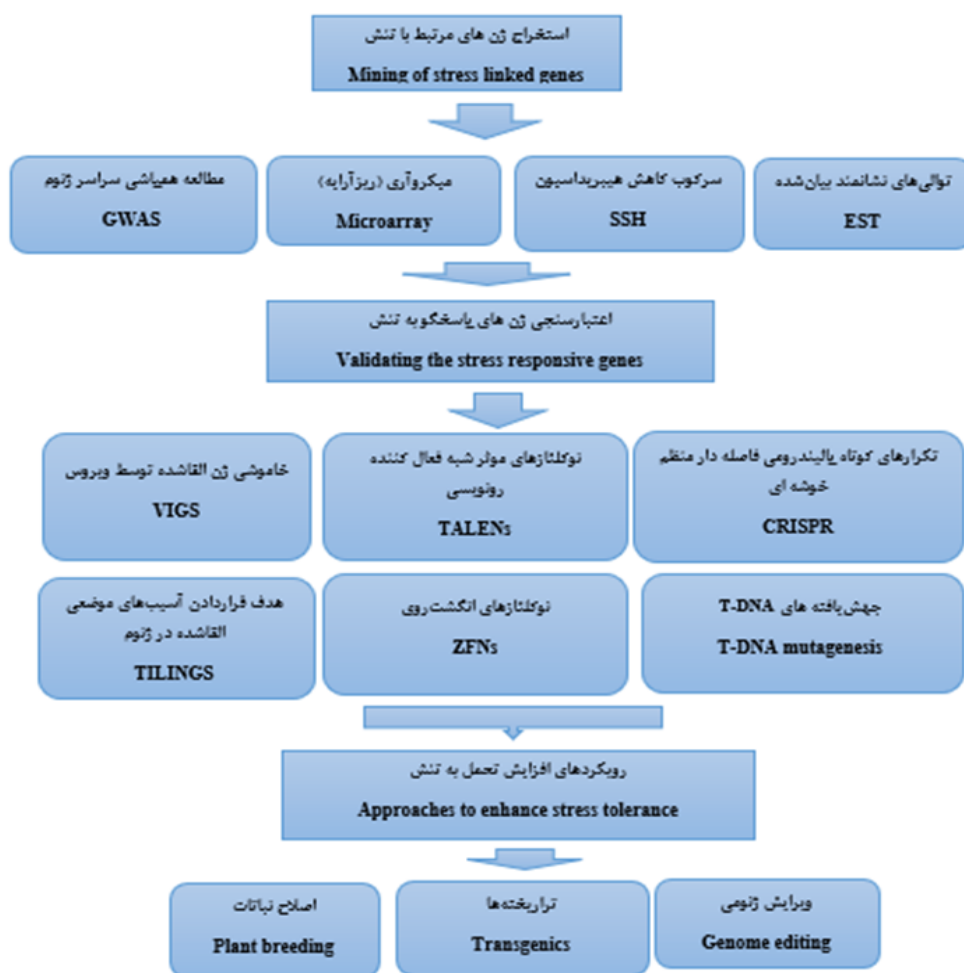 استخراج ژن های مرتبط با تنش
Mining of stress linked genes
توالی‌های نشانمند بیان‌شده
EST
سرکوب کاهش هیبریداسیون
SSH
میکروآری (ریزآرایه)
Microarray
مطالعه همیاشی سراسر ژنوم
GWAS
اعتبارسنجی ژن های پاسخگو به تنش
Validating the stress responsive genes
تکرارهای کوتاه پالیندرومی فاصله دار منظم
خوشه ای
CRISPR
نوکلئازهای موثر شبه فعال کننده
رونویسی
TALENs
خاموشی ژن القاشده توسط ویروس
VIGS
جهش‌یافته های T-DNA
T-DNA mutagenesis
نوکلئازهای انگشت‌روی
ZFNs
هدف قراردادن آسیب‌های موضعی
القاشده در ژنوم
TILINGS
رویکردهای افزایش تحمل به تنش
Approaches to enhance stress tolerance
ویرایش ژنومی
Genome editing
تراریخته‌ها
Transgenics
اصلاح نباتات
Plant breeding